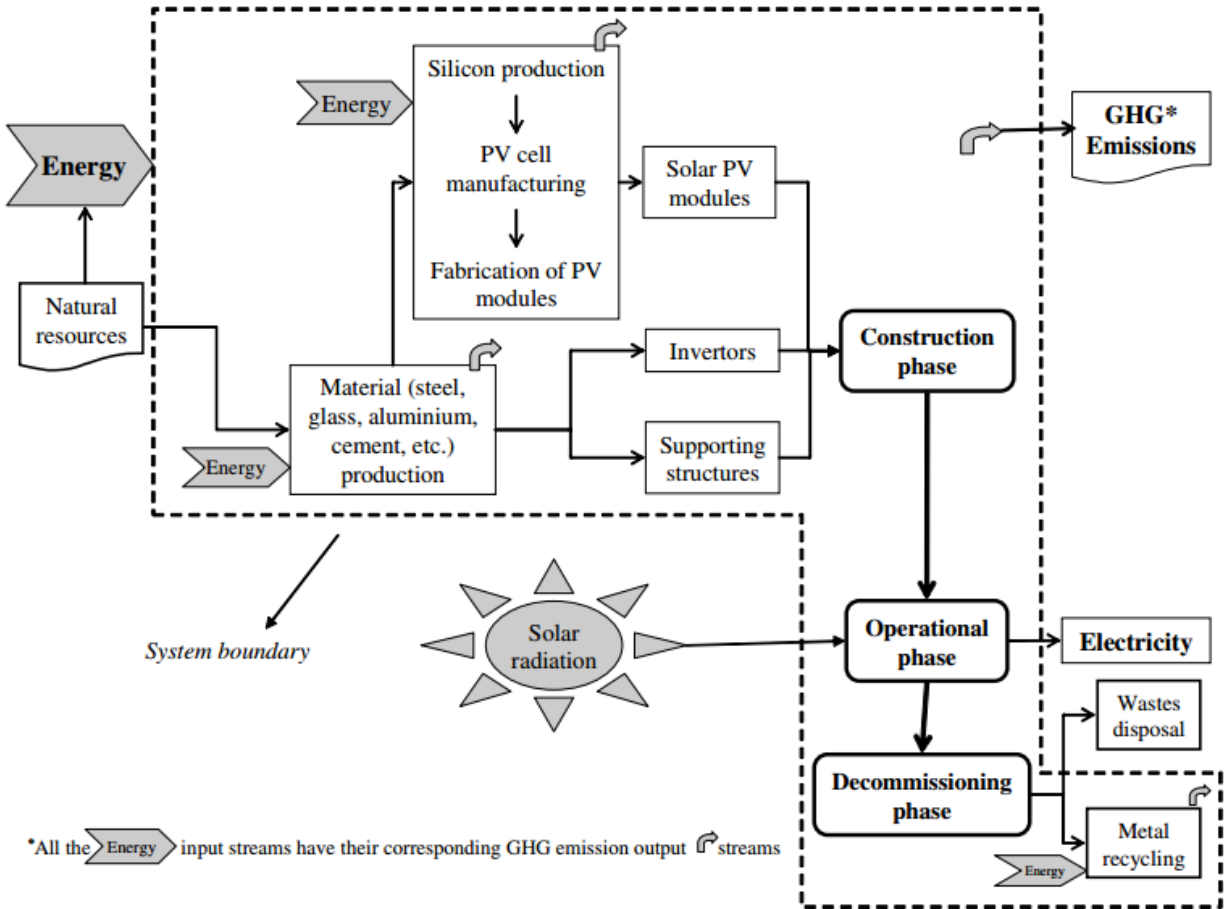 Silicon production
Energy
PV cell
manufacturing
Fabrication of PV
modules
GHG*
Emissions
Energy
Solar PV
modules
Natural
resources
Invertors
Construction
phase
Material (steel,
glass, aluminium,
cement, etc.)
production
Energy
Supporting
structures
System boundary
Solar
radiation
Operational
phase
Electricity
Wastes
disposal
Decommissioning
phase
Metal
recycling
Energy
*All the Energy input streams have their corresponding GHG emission output streams